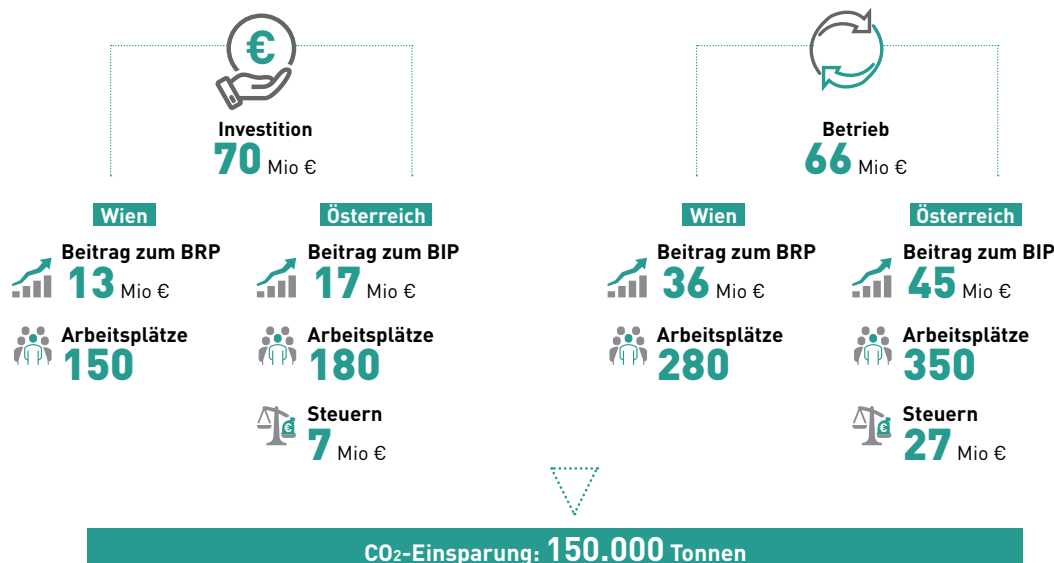 €
Investition
70 Mio €
Wien
Beitrag zum BRP
13 Mio €
Arbeitsplätze
150
Österreich
Beitrag zum BIP
17 Mio €
Arbeitsplätze
180
Steuern
€
7 Mio €
Betrieb
66 Mio €
Wien
Beitrag zum BRP
36 Mio €
Arbeitsplätze
280
Österreich
Beitrag zum BIP
45 Mio €
Arbeitsplätze
350
Steuern
€
27 Mio €
CO2-Einsparung: 150.000 Tonnen